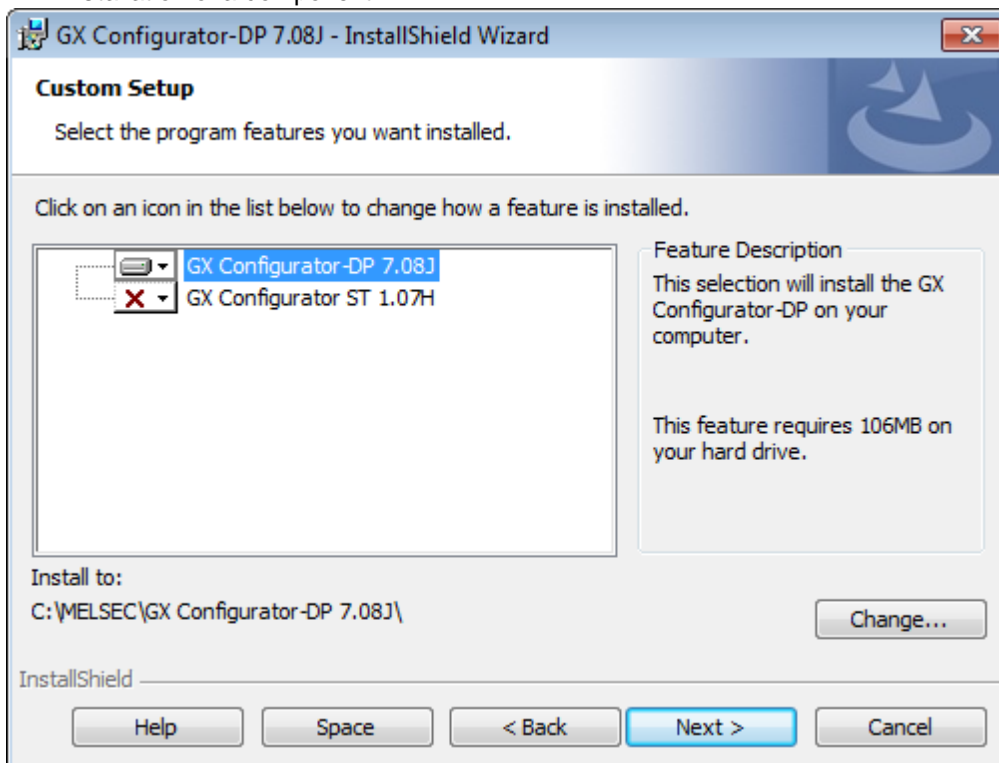 GX Configurator-DP 7.08J - InstallShield Wizard
Custom Setup
Select the program features you want installed.
Click on an icon in the list below to change how a feature is installed.
GX Configurator-DP 7.08J
GX Configurator ST 1.07H
Feature Description
This selection will install the GX
Configurator-DP on your
computer.
This feature requires 106MB on
your hard drive.
Install to:
C:\MELSEC\GX Configurator-DP 7.08J\
Change...
InstallShield
Help
Space
< Back
Next >
Cancel